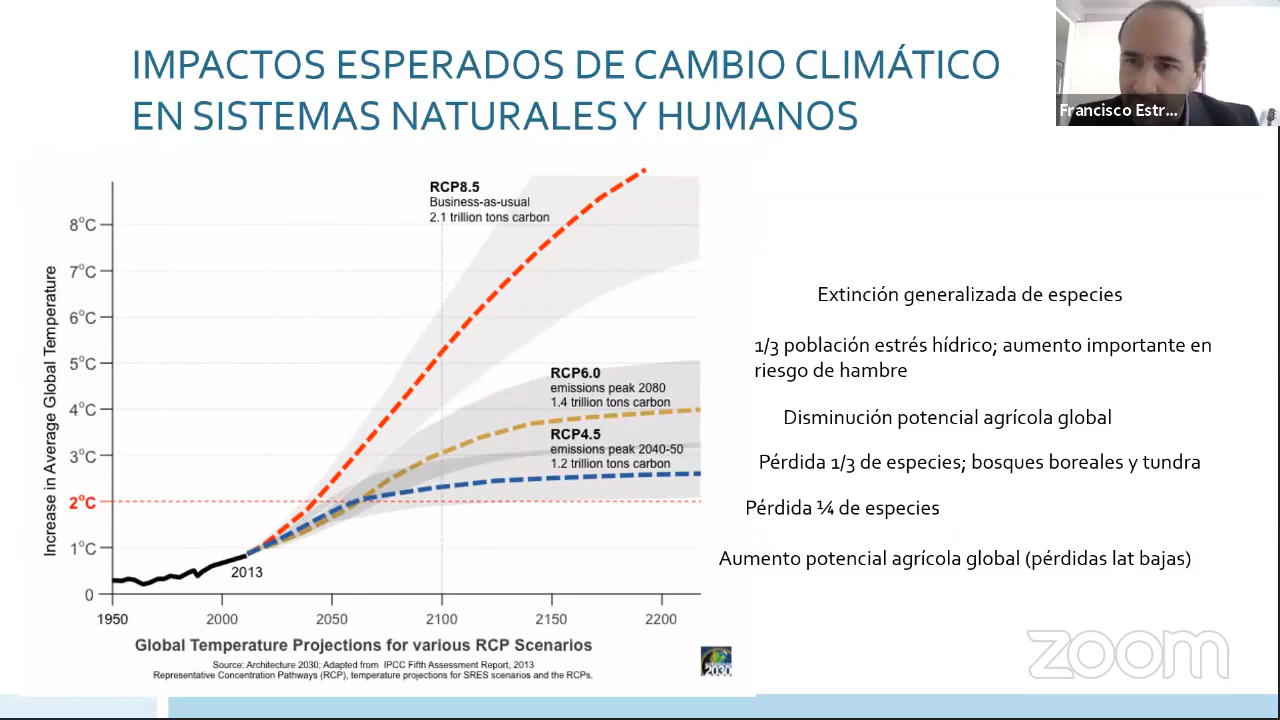 IMPACTOS ESPERADOS DE CAMBIO CLIMÁTICO
EN SISTEMAS NATURALES Y HUMANOS
Francisco Estr...
RCP8.5
Business-as-usual
2.1 trillion tons carbon
8°C
7°C
6°C
5°C
4°C
3°C
2°C
1°C
0
Increase in Average Global Temperature
RCP6.0
emissions peak 2080
1.4 trillion tons carbon
RCP4.5
emissions peak 2040-50
1.2 trillion tons carbon
2013
1950 2000 2050 2100 2150 2200
Global Temperature Projections for various RCP Scenarios
Source: Architecture 2030; Adapted from IPCC Fifth Assessment Report, 2013
Representative Concentration Pathways (RCP), temperature projections for SRES scenarios and the RCPs.
2030
Extinción generalizada de especies
1/3 población estrés hídrico; aumento importante en
riesgo de hambre
Disminución potencial agrícola global
Pérdida 1/3 de especies; bosques boreales y tundra
Pérdida ¼ de especies
Aumento potencial agrícola global (pérdidas lat bajas)
zoom